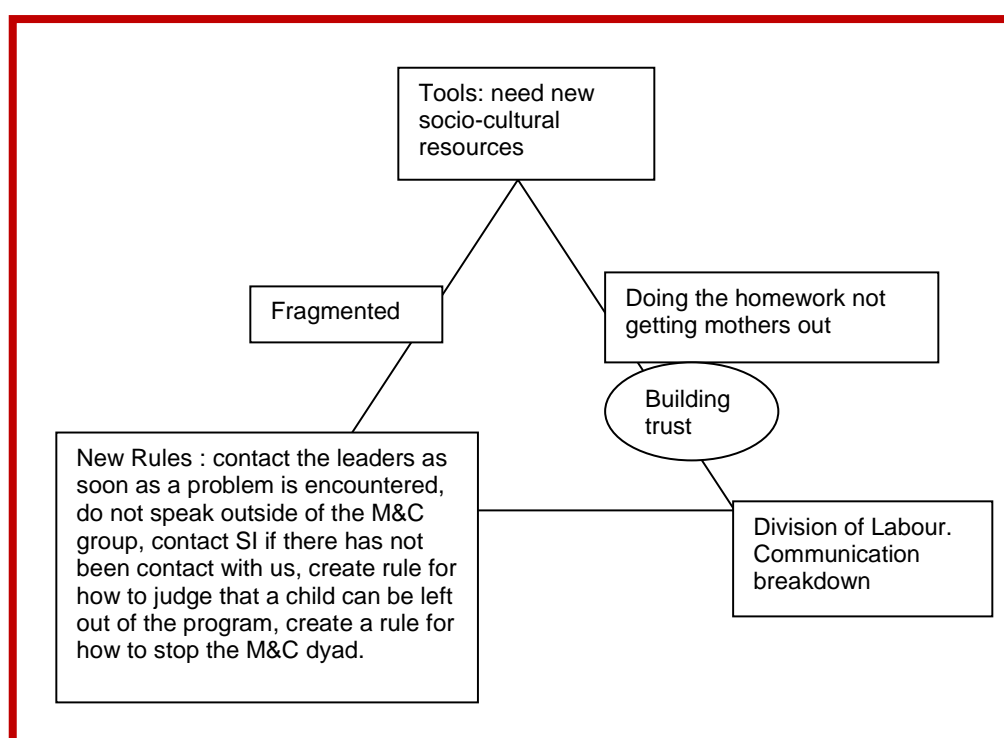 Tools: need new
socio-cultural
resources
Fragmented
Doing the homework not
getting mothers out
Building
trust
New Rules : contact the leaders as
soon as a problem is encountered,
do not speak outside of the M&C
group, contact SI if there has not
been contact with us, create rule for
how to judge that a child can be left
out of the program, create a rule for
how to stop the M&C dyad.
Division of Labour.
Communication
breakdown